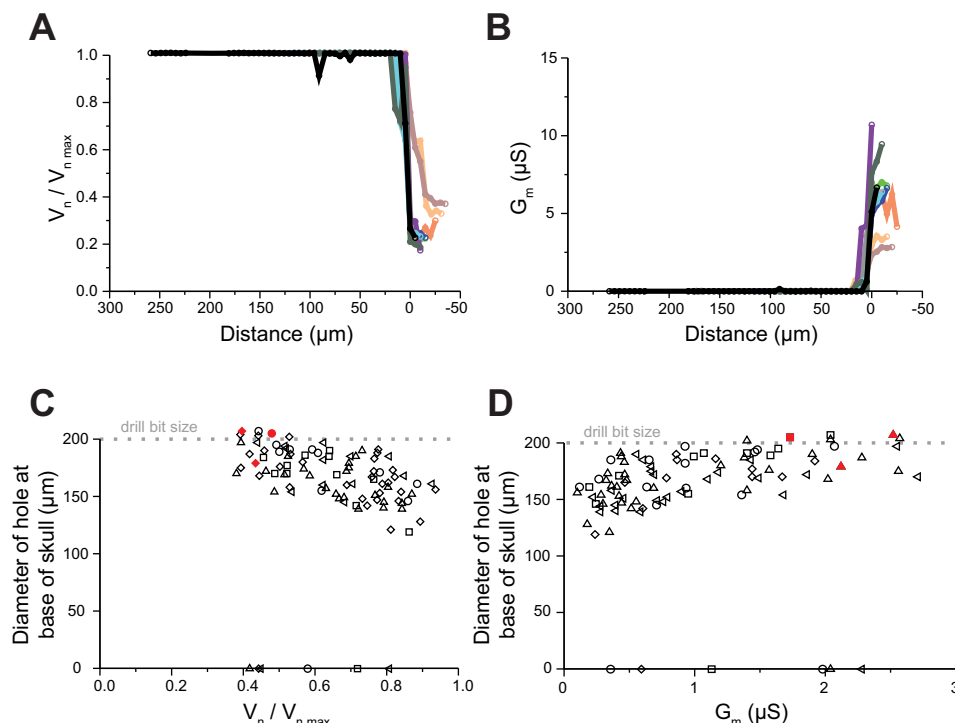 A
B
V_n / V_n max
1.0
0.8
0.6
0.4
0.2
0.0
300 250 200 150 100 50 0 -50
Distance (µm)
G_m (µS)
15
10
5
0
300 250 200 150 100 50 0 -50
Distance (µm)
C
D
Diameter of hole at
base of skull (µm)
drill bit size
200
150
100
50
0
0.0 0.2 0.4 0.6 0.8 1.0
V_n / V_n max
Diameter of hole at
base of skull (µm)
drill bit size
200
150
100
50
0
0 1 2 3
G_m (µS)